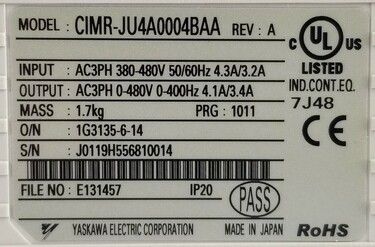 MODEL : CIMR-JU4A0004BAA REV : A
C UL US
LISTED
IND.CONT.EQ.
7J48
INPUT : AC3PH 380-480V 50/60Hz 4.3A/3.2A
OUTPUT : AC3PH 0-480V 0-400Hz 4.1A/3.4A
MASS : 1.7kg PRG : 1011
O/N : 1G3135-6-14
S/N : J0119H556810014
CE
FILE NO : E131457 IP20
PASS
YASKAWA ELECTRIC CORPORATION MADE IN JAPAN RoHS